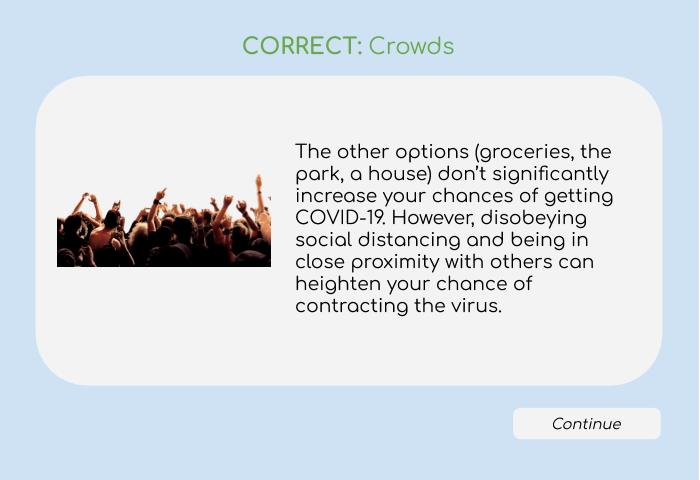 CORRECT: Crowds
The other options (groceries, the
park, a house) don't significantly
increase your chances of getting
COVID-19. However, disobeying
social distancing and being in
close proximity with others can
heighten your chance of
contracting the virus.
Continue